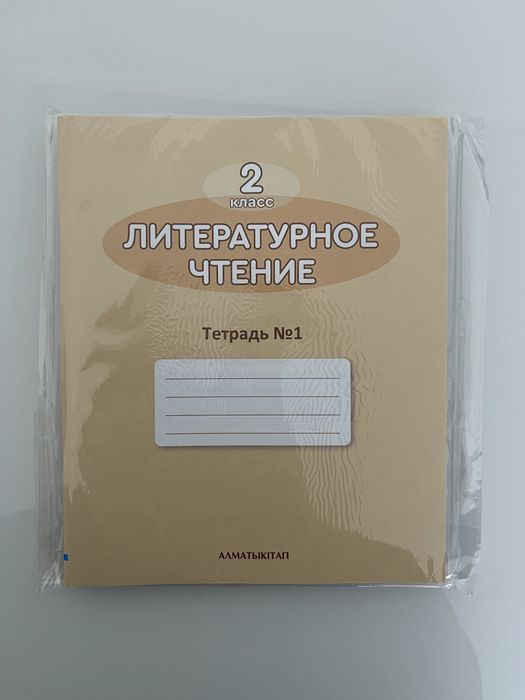 2
класс
ЛИТЕРАТУРНОЕ
ЧТЕНИЕ
Тетрадь №1
АЛМАТЫКІТАП